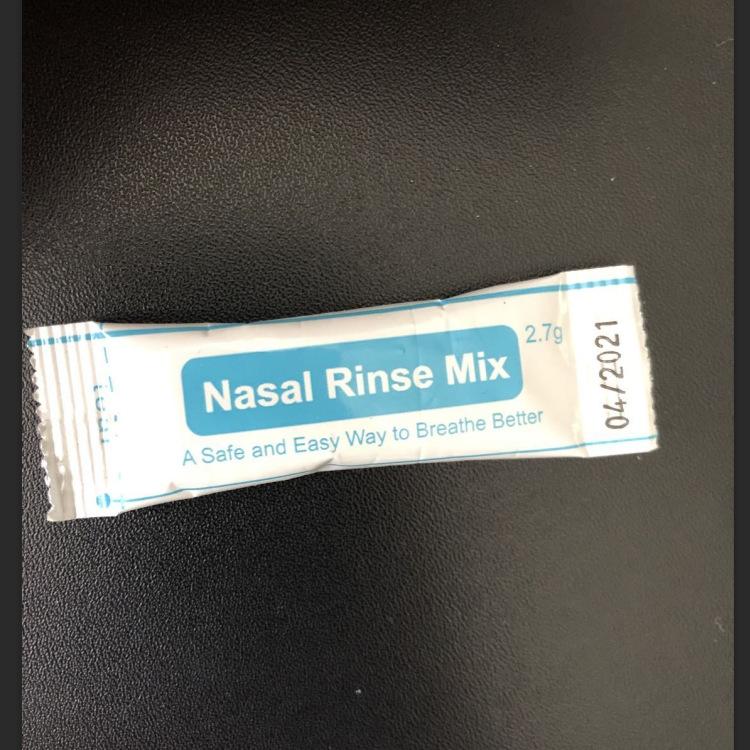 Nasal Rinse Mix
2.7g
A Safe and Easy Way to Breathe Better
04/2021